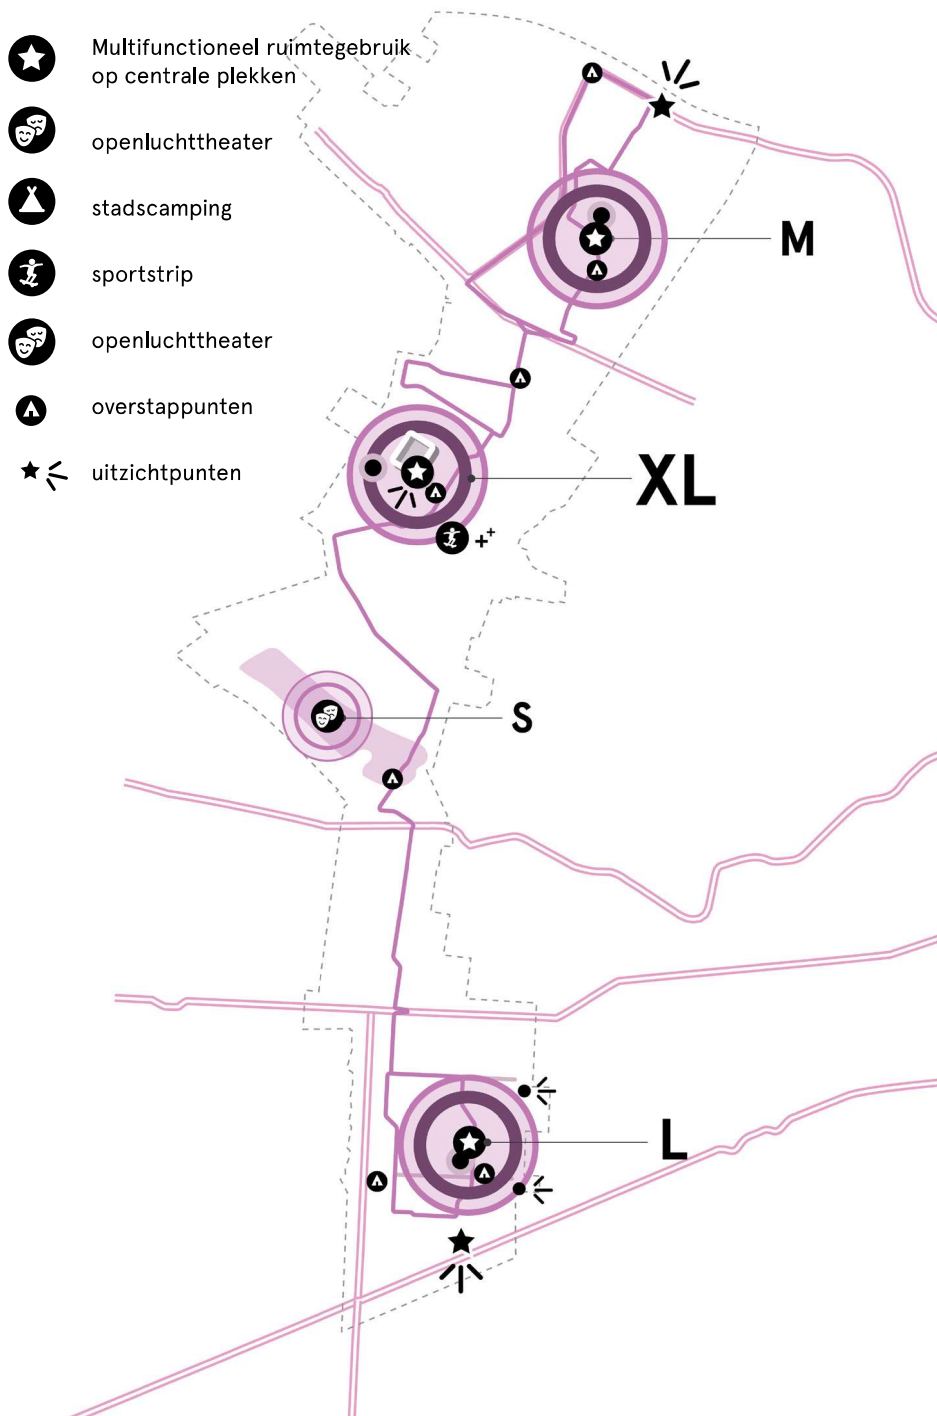 Multifunctioneel ruimtegebruik
op centrale plekken
openluchttheater
stadscamping
sportstrip
openluchttheater
overstappunten
uitzichtpunten
M
XL
++
S
L